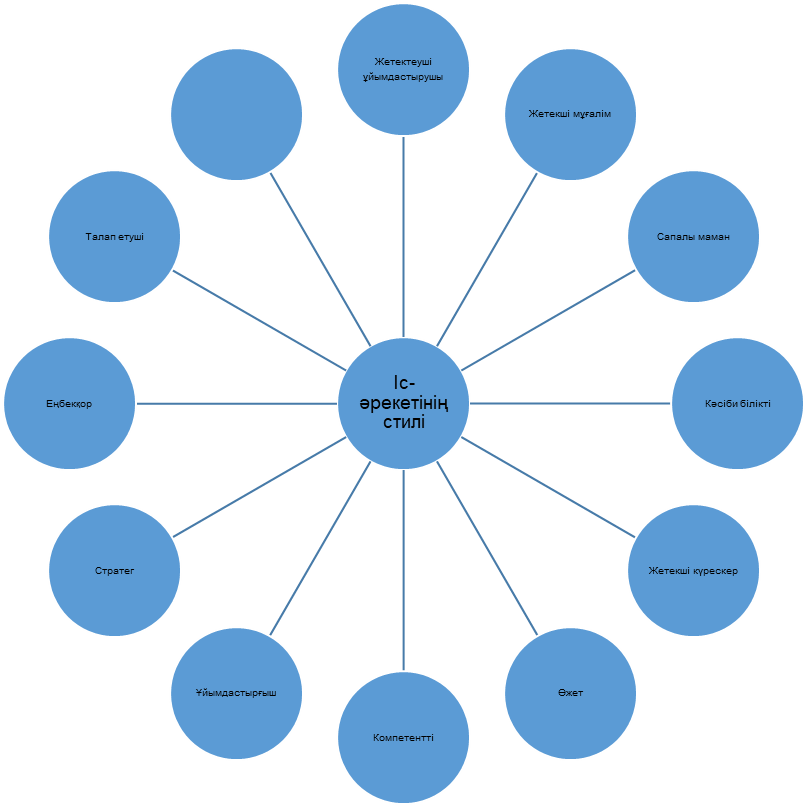 Жетектеуші
ұйымдастырушы
Жетекші мұғалім
Сапалы маман
Кәсіби білікті
Жетекші күрескер
Өжет
Компетентті
Ұйымдастырғыш
Стратег
Еңбекқор
Талап етуші
Іс-
әрекетінің
стилі